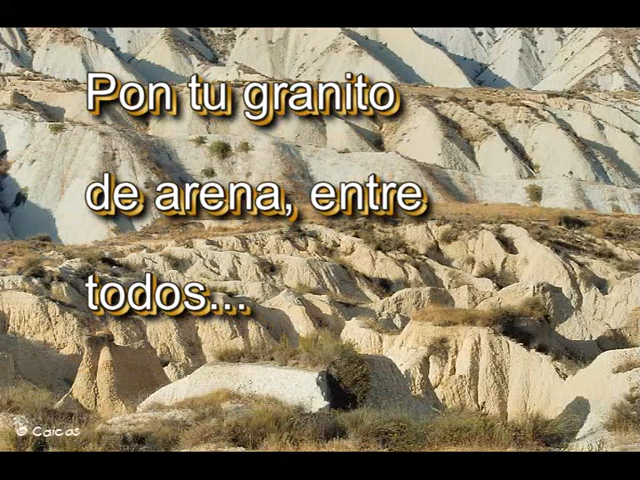 Pon tu granito
de arena, entre
todos...
Caicas